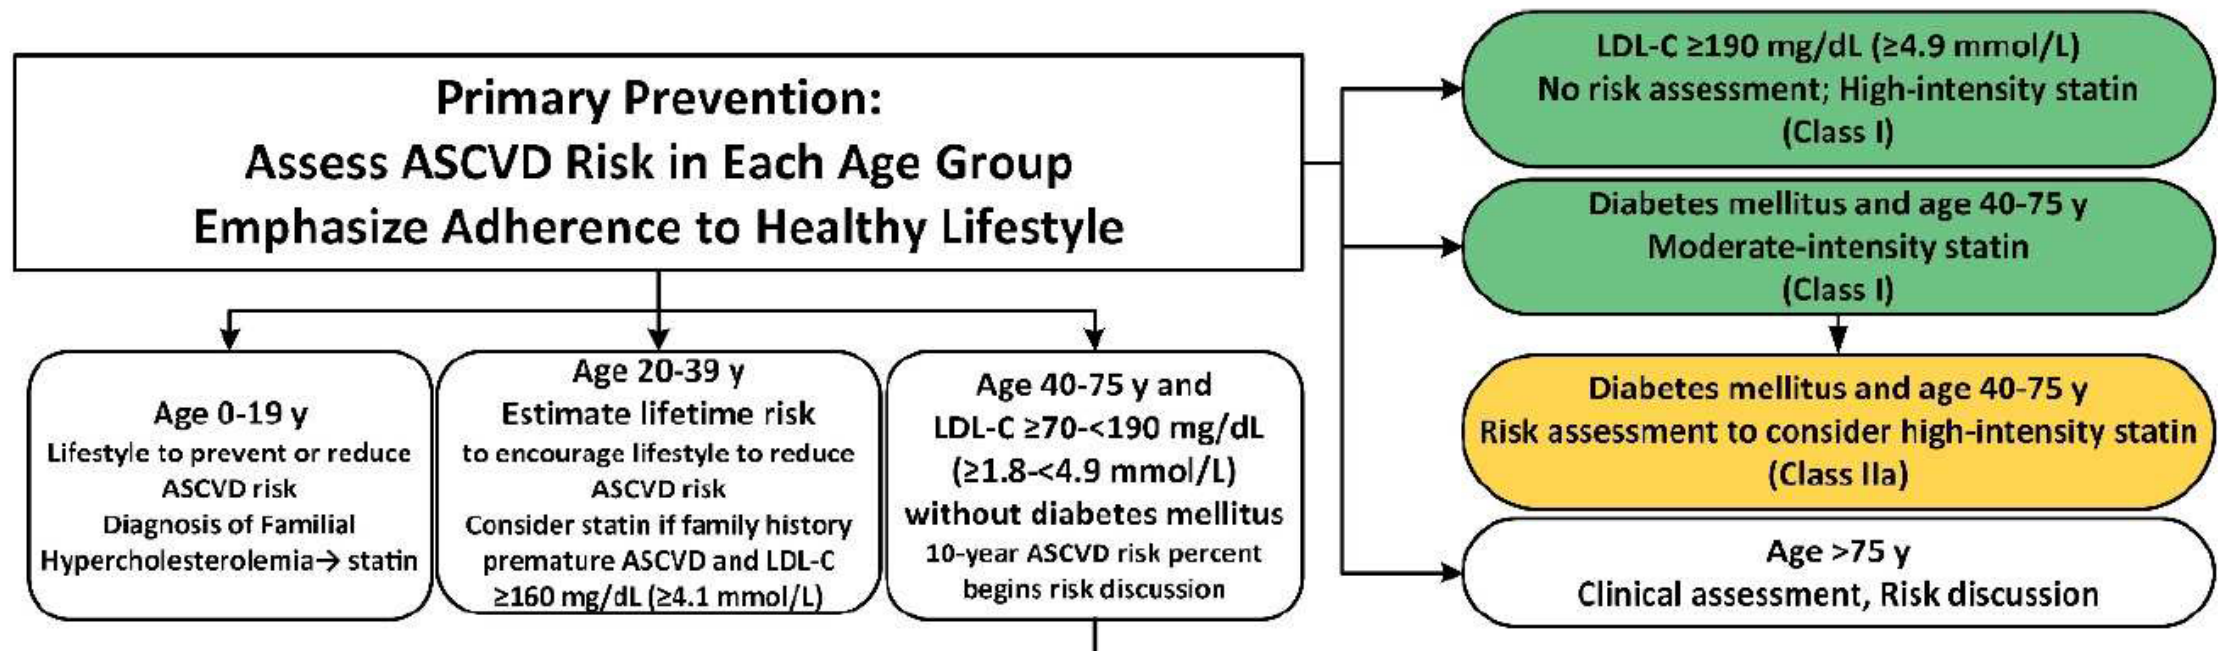 Primary Prevention:
Assess ASCVD Risk in Each Age Group
Emphasize Adherence to Healthy Lifestyle
LDL-C ≥190 mg/dL (≥4.9 mmol/L)
No risk assessment; High-intensity statin
(Class I)
Diabetes mellitus and age 40-75 y
Moderate-intensity statin
(Class I)
Diabetes mellitus and age 40-75 y
Risk assessment to consider high-intensity statin
(Class IIa)
Age >75 y
Clinical assessment, Risk discussion
Age 0-19 y
Lifestyle to prevent or reduce
ASCVD risk
Diagnosis of Familial
Hypercholesterolemia→ statin
Age 20-39 y
Estimate lifetime risk
to encourage lifestyle to reduce
ASCVD risk
Consider statin if family history
premature ASCVD and LDL-C
≥160 mg/dL (≥4.1 mmol/L)
Age 40-75 y and
LDL-C ≥70-<190 mg/dL
(≥1.8-<4.9 mmol/L)
without diabetes mellitus
10-year ASCVD risk percent
begins risk discussion